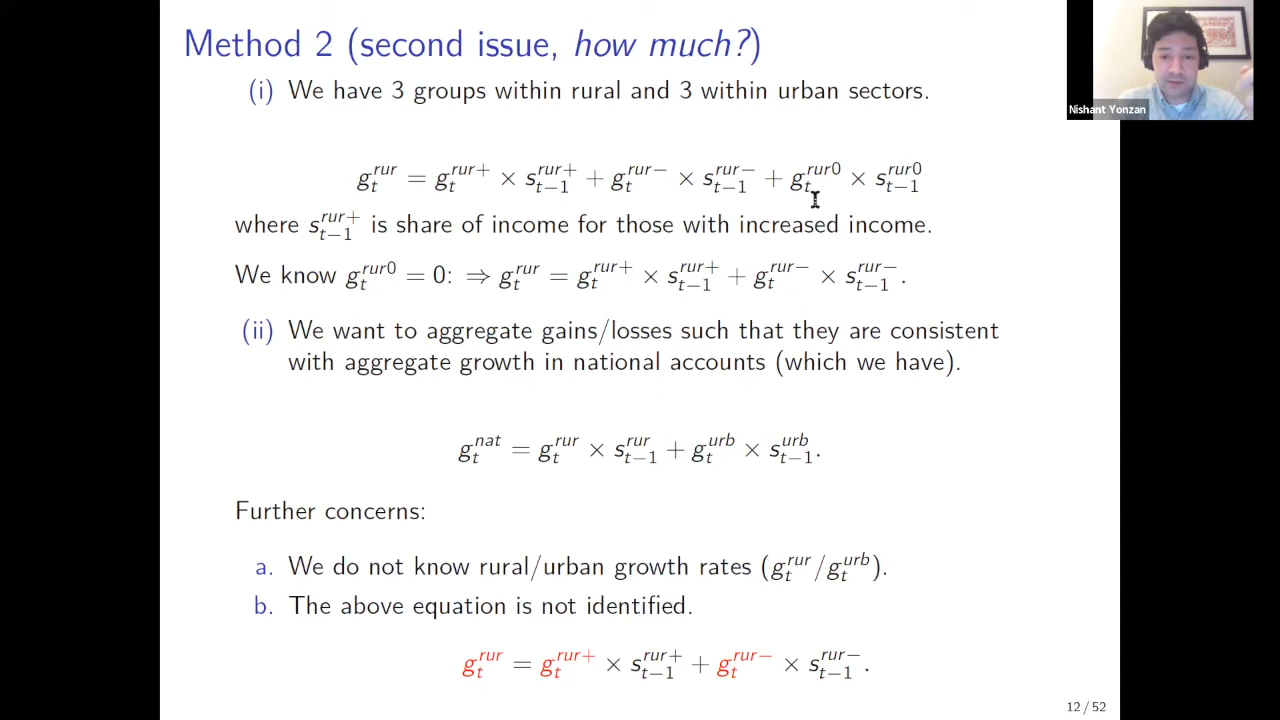 Method 2 (second issue, how much?)
Nishant Yonzan
(i) We have 3 groups within rural and 3 within urban sectors.
g_t^{rur} = g_t^{rur+} × s_{t−1}^{rur+} + g_t^{rur−} × s_{t−1}^{rur−} + g_t^{rur0} × s_{t−1}^{rur0}
where s_{t−1}^{rur+} is share of income for those with increased income.
We know g_t^{rur0} = 0: ⇒ g_t^{rur} = g_t^{rur+} × s_{t−1}^{rur+} + g_t^{rur−} × s_{t−1}^{rur−}.
(ii) We want to aggregate gains/losses such that they are consistent
with aggregate growth in national accounts (which we have).
g_t^{nat} = g_t^{rur} × s_{t−1}^{rur} + g_t^{urb} × s_{t−1}^{urb}.
Further concerns:
a. We do not know rural/urban growth rates (g_t^{rur}/g_t^{urb}).
b. The above equation is not identified.
g_t^{rur} = g_t^{rur+} × s_{t−1}^{rur+} + g_t^{rur−} × s_{t−1}^{rur−}.
12 / 52